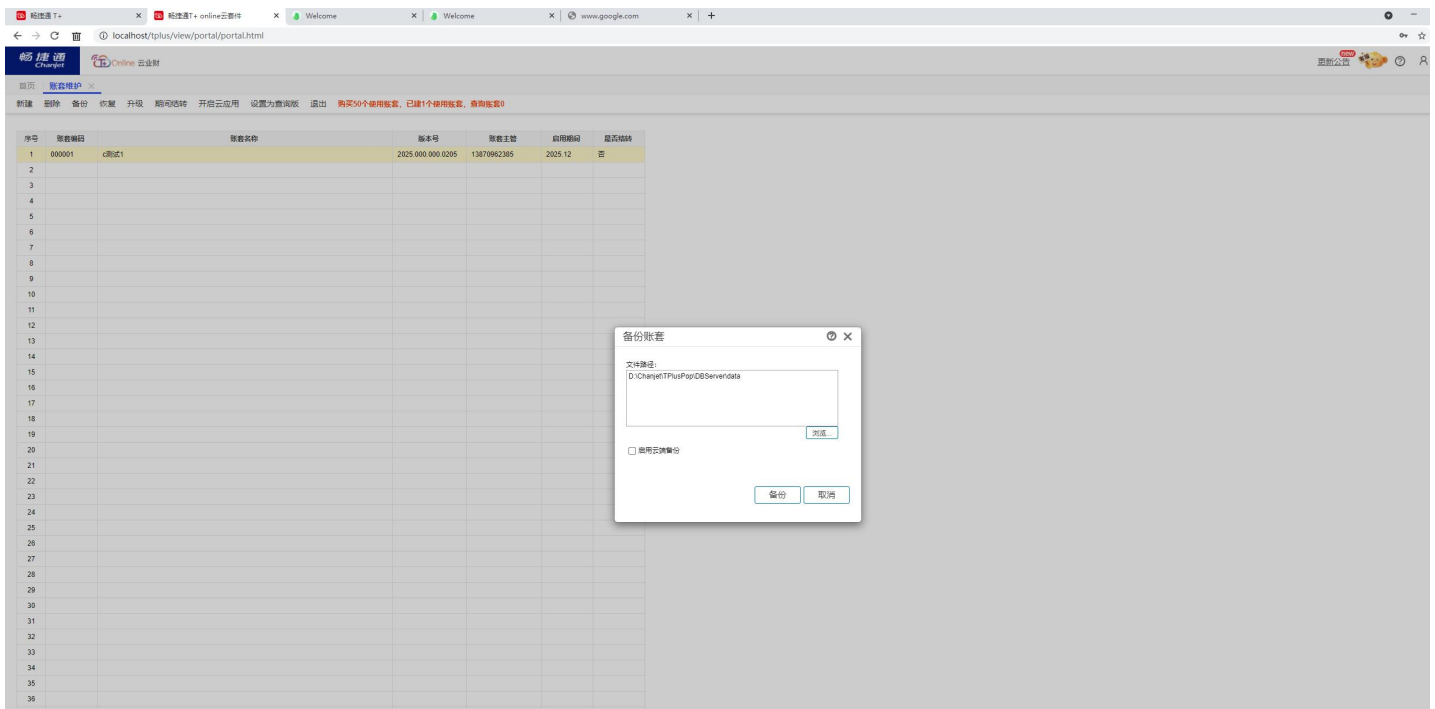 畅捷通 T+
畅捷通T+ online云套件
Welcome
Welcome
www.google.com
localhost/tplus/view/portal/portal.html
畅捷通
Chanjet
T+ Online 云业财
new
更新公告
首页 账套维护
新建 删除 备份 恢复 升级 期间结转 开启云应用 设置为查询版 退出 购买50个使用账套，已建1个使用账套，查询账套0
序号 账套编码 账套名称 版本号 账套主管 启用期间 是否结转
1 000001 c测试1 2025.000.000.0205 13870962385 2025.12 否
2
3
4
5
6
7
8
9
10
11
12
13
14
15
16
17
18
19
20
21
22
23
24
25
26
27
28
29
30
31
32
33
34
35
36
备份账套
文件路径：
D:\Chanjet\TPlusPop\DBServer\data
浏览...
启用云端备份
备份 取消